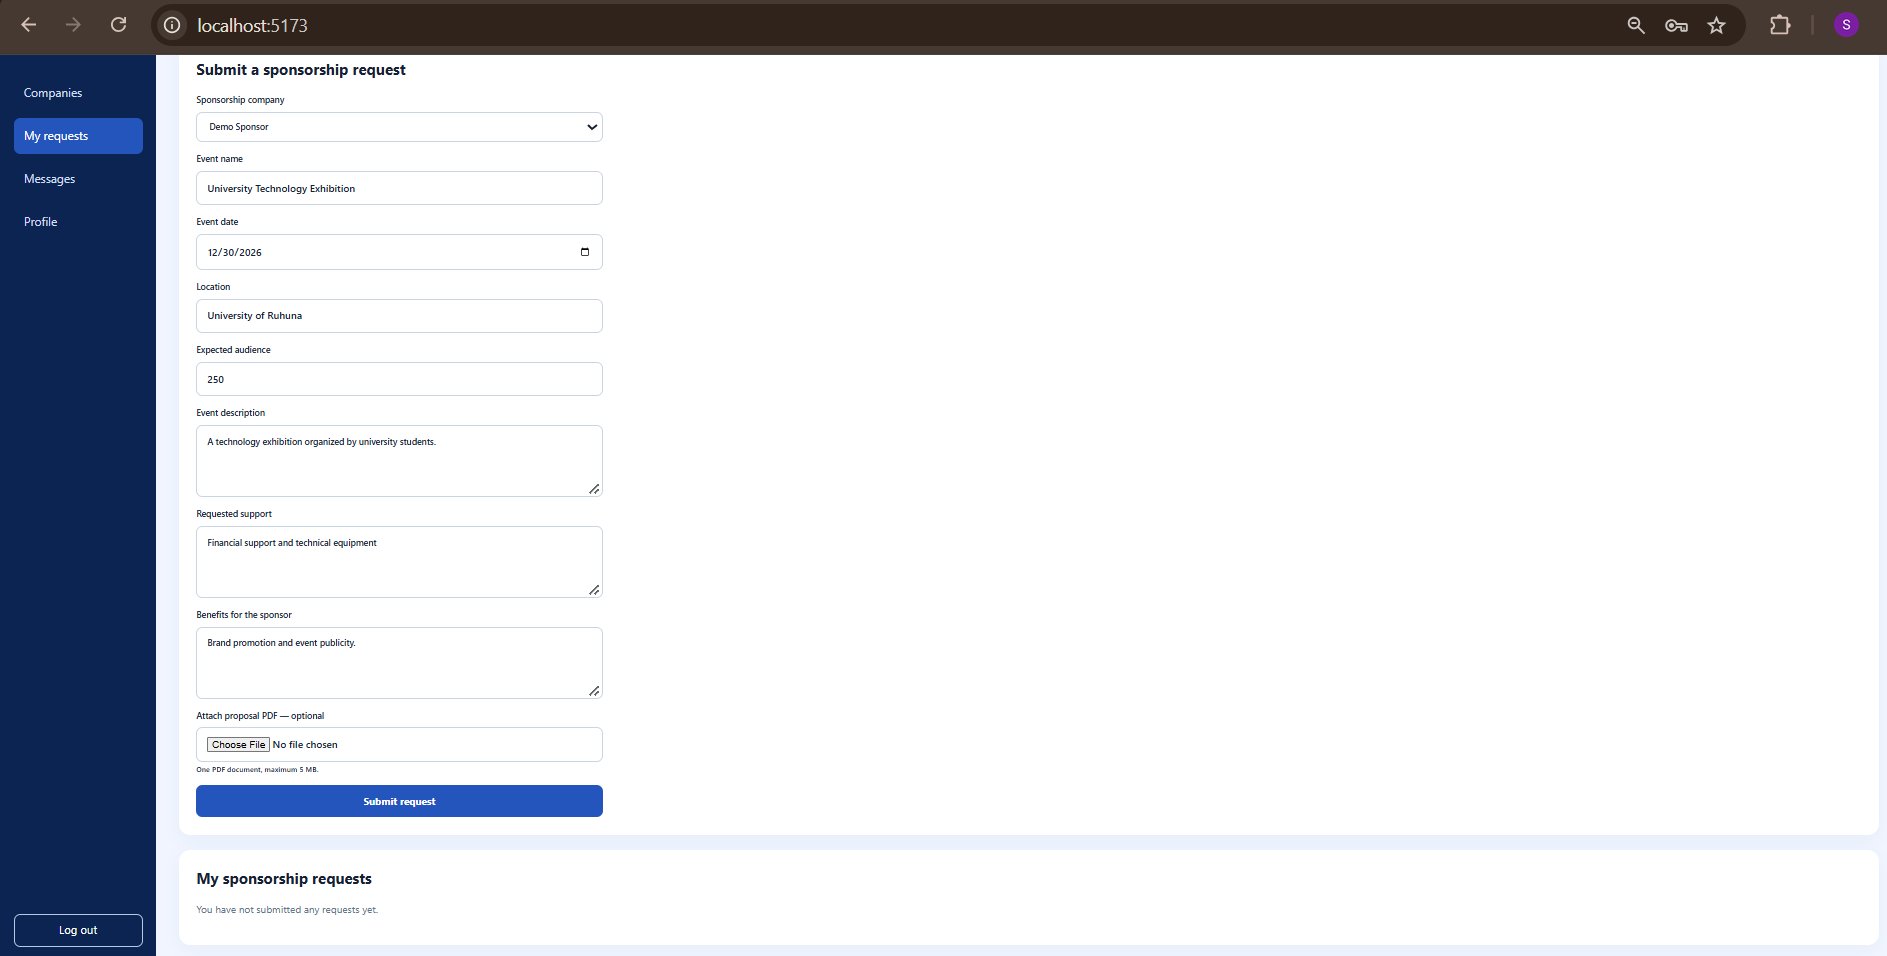 localhost:5173
S
Companies
My requests
Messages
Profile
Log out
Submit a sponsorship request
Sponsorship company
Demo Sponsor
Event name
University Technology Exhibition
Event date
12/30/2026
Location
University of Ruhuna
Expected audience
250
Event description
A technology exhibition organized by university students.
Requested support
Financial support and technical equipment
Benefits for the sponsor
Brand promotion and event publicity.
Attach proposal PDF — optional
Choose File No file chosen
One PDF document, maximum 5 MB.
Submit request
My sponsorship requests
You have not submitted any requests yet.